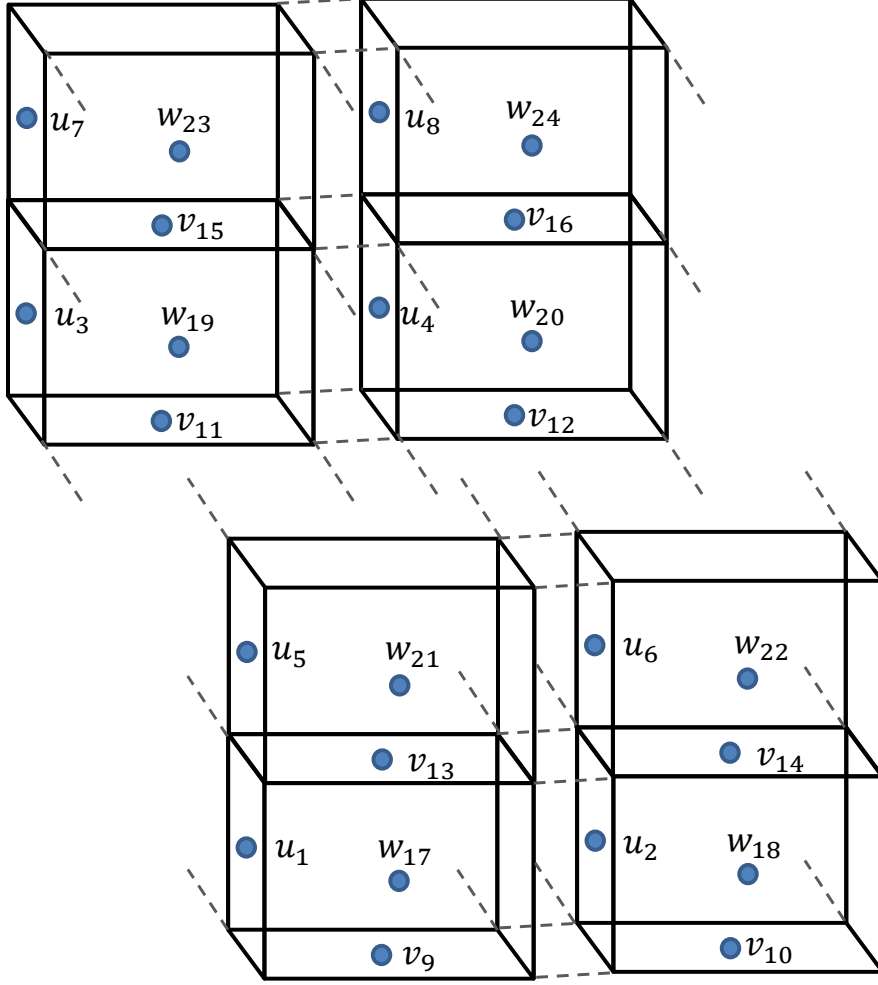 u₇ w₂₃ u₈ w₂₄
v₁₅ v₁₆
u₃ w₁₉ u₄ w₂₀
v₁₁ v₁₂
u₅ w₂₁ u₆ w₂₂
v₁₃ v₁₄
u₁ w₁₇ u₂ w₁₈
v₉ v₁₀